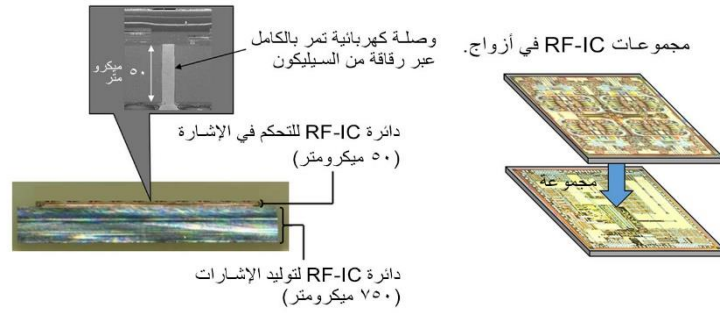 وصلة كهربائية تمر بالكامل
عبر رقاقة من السيليكون
٥٠ ميكرو
متر
دائرة RF-IC للتحكم في الإشارة
(٥٠ ميكرومتر)
دائرة RF-IC لتوليد الإشارات
(٧٥٠ ميكرومتر)
مجموعات RF-IC في أزواج.
مجموعة